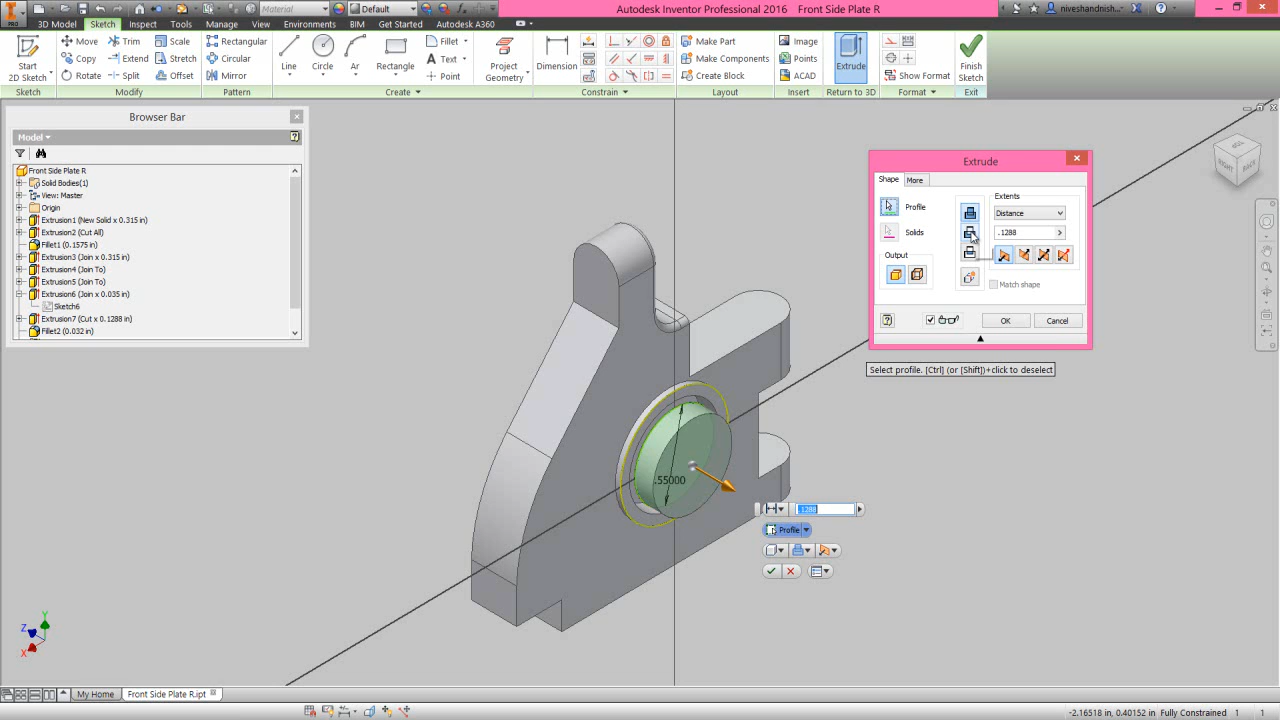 Material
Default
Autodesk Inventor Professional 2016 Front Side Plate R
niveshandnish...
PRO
3D Model
Sketch
Inspect
Tools
Manage
View
Environments
BIM
Get Started
Autodesk A360
Start
2D Sketch
Move
Trim
Scale
Copy
Extend
Stretch
Rotate
Split
Offset
Rectangular
Circular
Mirror
Line
Circle
Arc
Rectangle
Fillet
Text
Point
Project
Geometry
Dimension
Make Part
Make Components
Create Block
Image
Points
ACAD
Extrude
Show Format
Finish
Sketch
Sketch
Modify
Pattern
Create
Constrain
Layout
Insert
Return to 3D
Format
Exit
Browser Bar
Model
Front Side Plate R
Solid Bodies(1)
View: Master
Origin
Extrusion1 (New Solid x 0.315 in)
Extrusion2 (Cut All)
Fillet1 (0.1575 in)
Extrusion3 (Join x 0.315 in)
Extrusion4 (Join To)
Extrusion5 (Join To)
Extrusion6 (Join x 0.035 in)
Sketch6
Extrusion7 (Cut x 0.1288 in)
Fillet2 (0.032 in)
Extrude
Shape
More
Profile
Solids
Output
Extents
Distance
.1288
Match shape
OK
Cancel
Select profile. [Ctrl] (or [Shift])+click to deselect
RIGHT
BACK
.55000
.1288
Profile
Y
Z
X
My Home
Front Side Plate R.ipt
-2.16518 in, 0.40152 in Fully Constrained 1 1